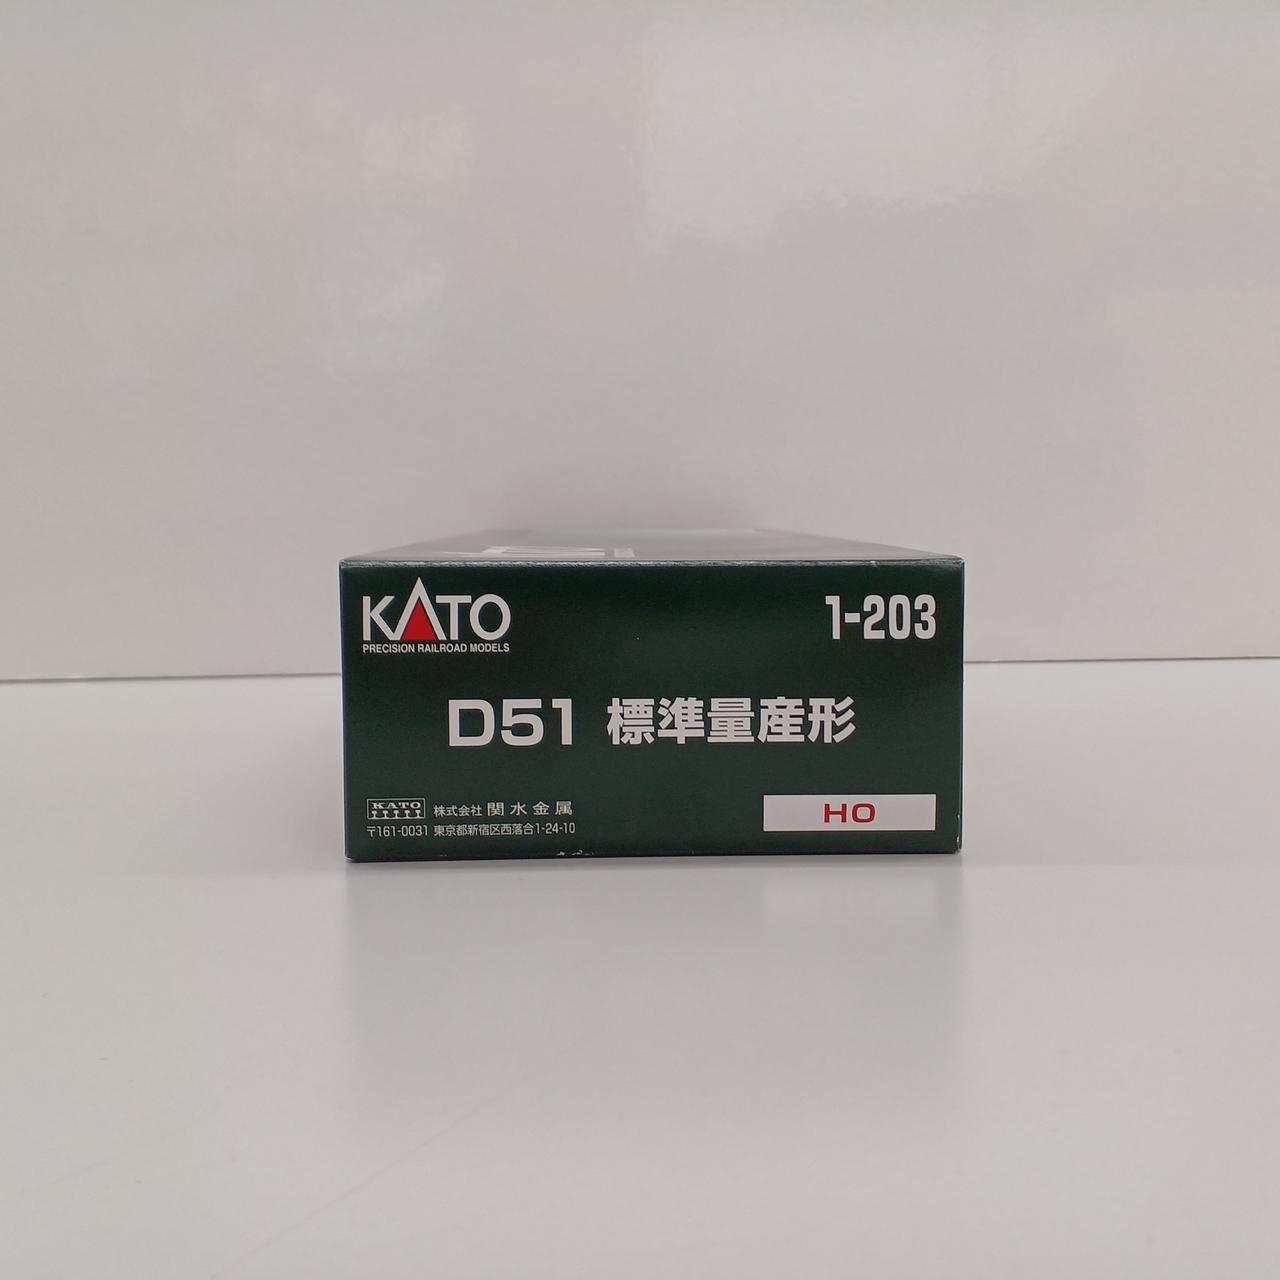 KATO
PRECISION RAILROAD MODELS
1-203
D51 標準量産形
KATO 株式会社 関水金属
〒161-0031 東京都新宿区西落合1-24-10
HO